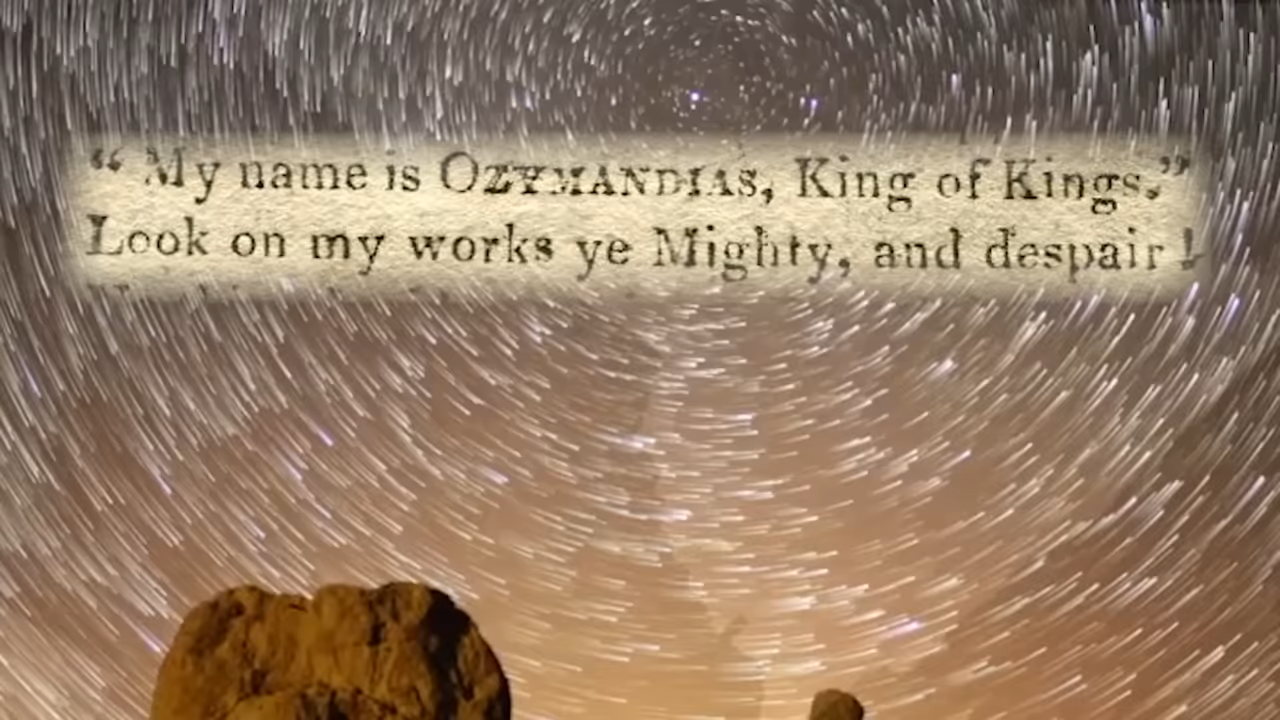 “ My name is OZYMANDIAS, King of Kings.”
Look on my works ye Mighty, and despair!